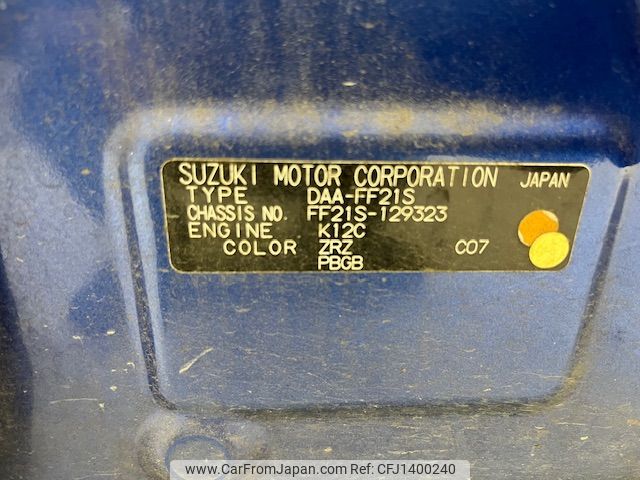 SUZUKI MOTOR CORPORATION JAPAN
TYPE DAA-FF21S
CHASSIS NO. FF21S-129323
ENGINE K12C
COLOR ZRZ C07
PBGB
www.CarFromJapan.com | Ref No. CFJ1400240